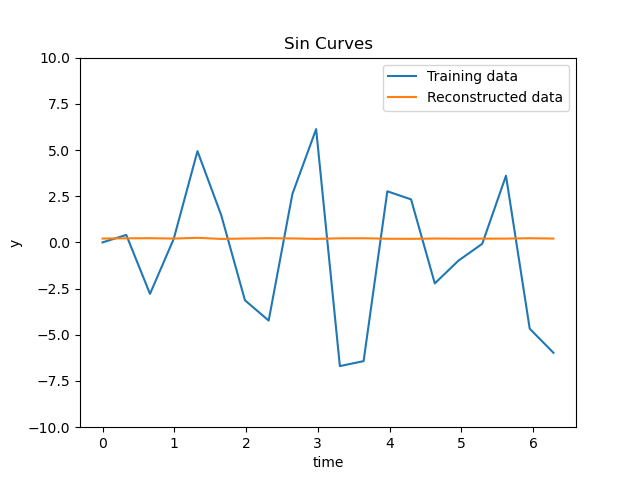 Sin Curves
Training data
Reconstructed data
10.0
7.5
5.0
2.5
0.0
−2.5
−5.0
−7.5
−10.0
y
0 1 2 3 4 5 6
time